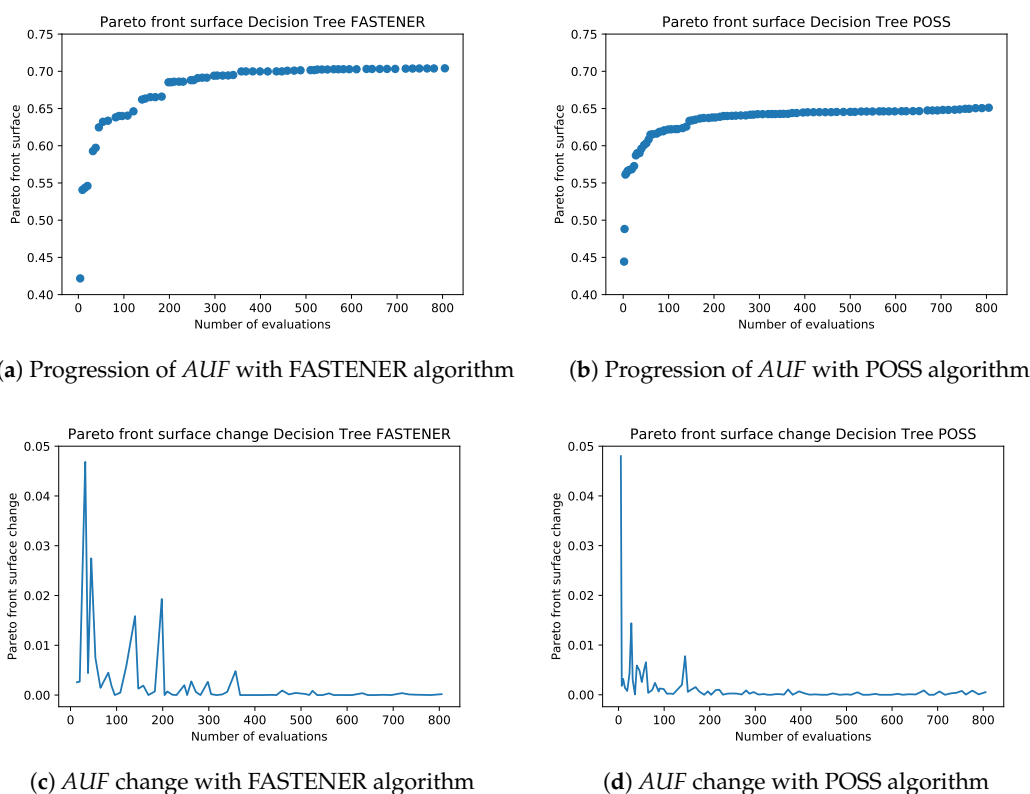 Pareto front surface Decision Tree FASTENER
0.75
0.70
0.65
0.60
0.55
0.50
0.45
0.40
Pareto front surface
0 100 200 300 400 500 600 700 800
Number of evaluations
Pareto front surface Decision Tree POSS
0.75
0.70
0.65
0.60
0.55
0.50
0.45
0.40
Pareto front surface
0 100 200 300 400 500 600 700 800
Number of evaluations
(a) Progression of AUF with FASTENER algorithm
(b) Progression of AUF with POSS algorithm
Pareto front surface change Decision Tree FASTENER
0.05
0.04
0.03
0.02
0.01
0.00
Pareto front surface change
0 100 200 300 400 500 600 700 800
Number of evaluations
Pareto front surface change Decision Tree POSS
0.05
0.04
0.03
0.02
0.01
0.00
Pareto front surface change
0 100 200 300 400 500 600 700 800
Number of evaluations
(c) AUF change with FASTENER algorithm
(d) AUF change with POSS algorithm